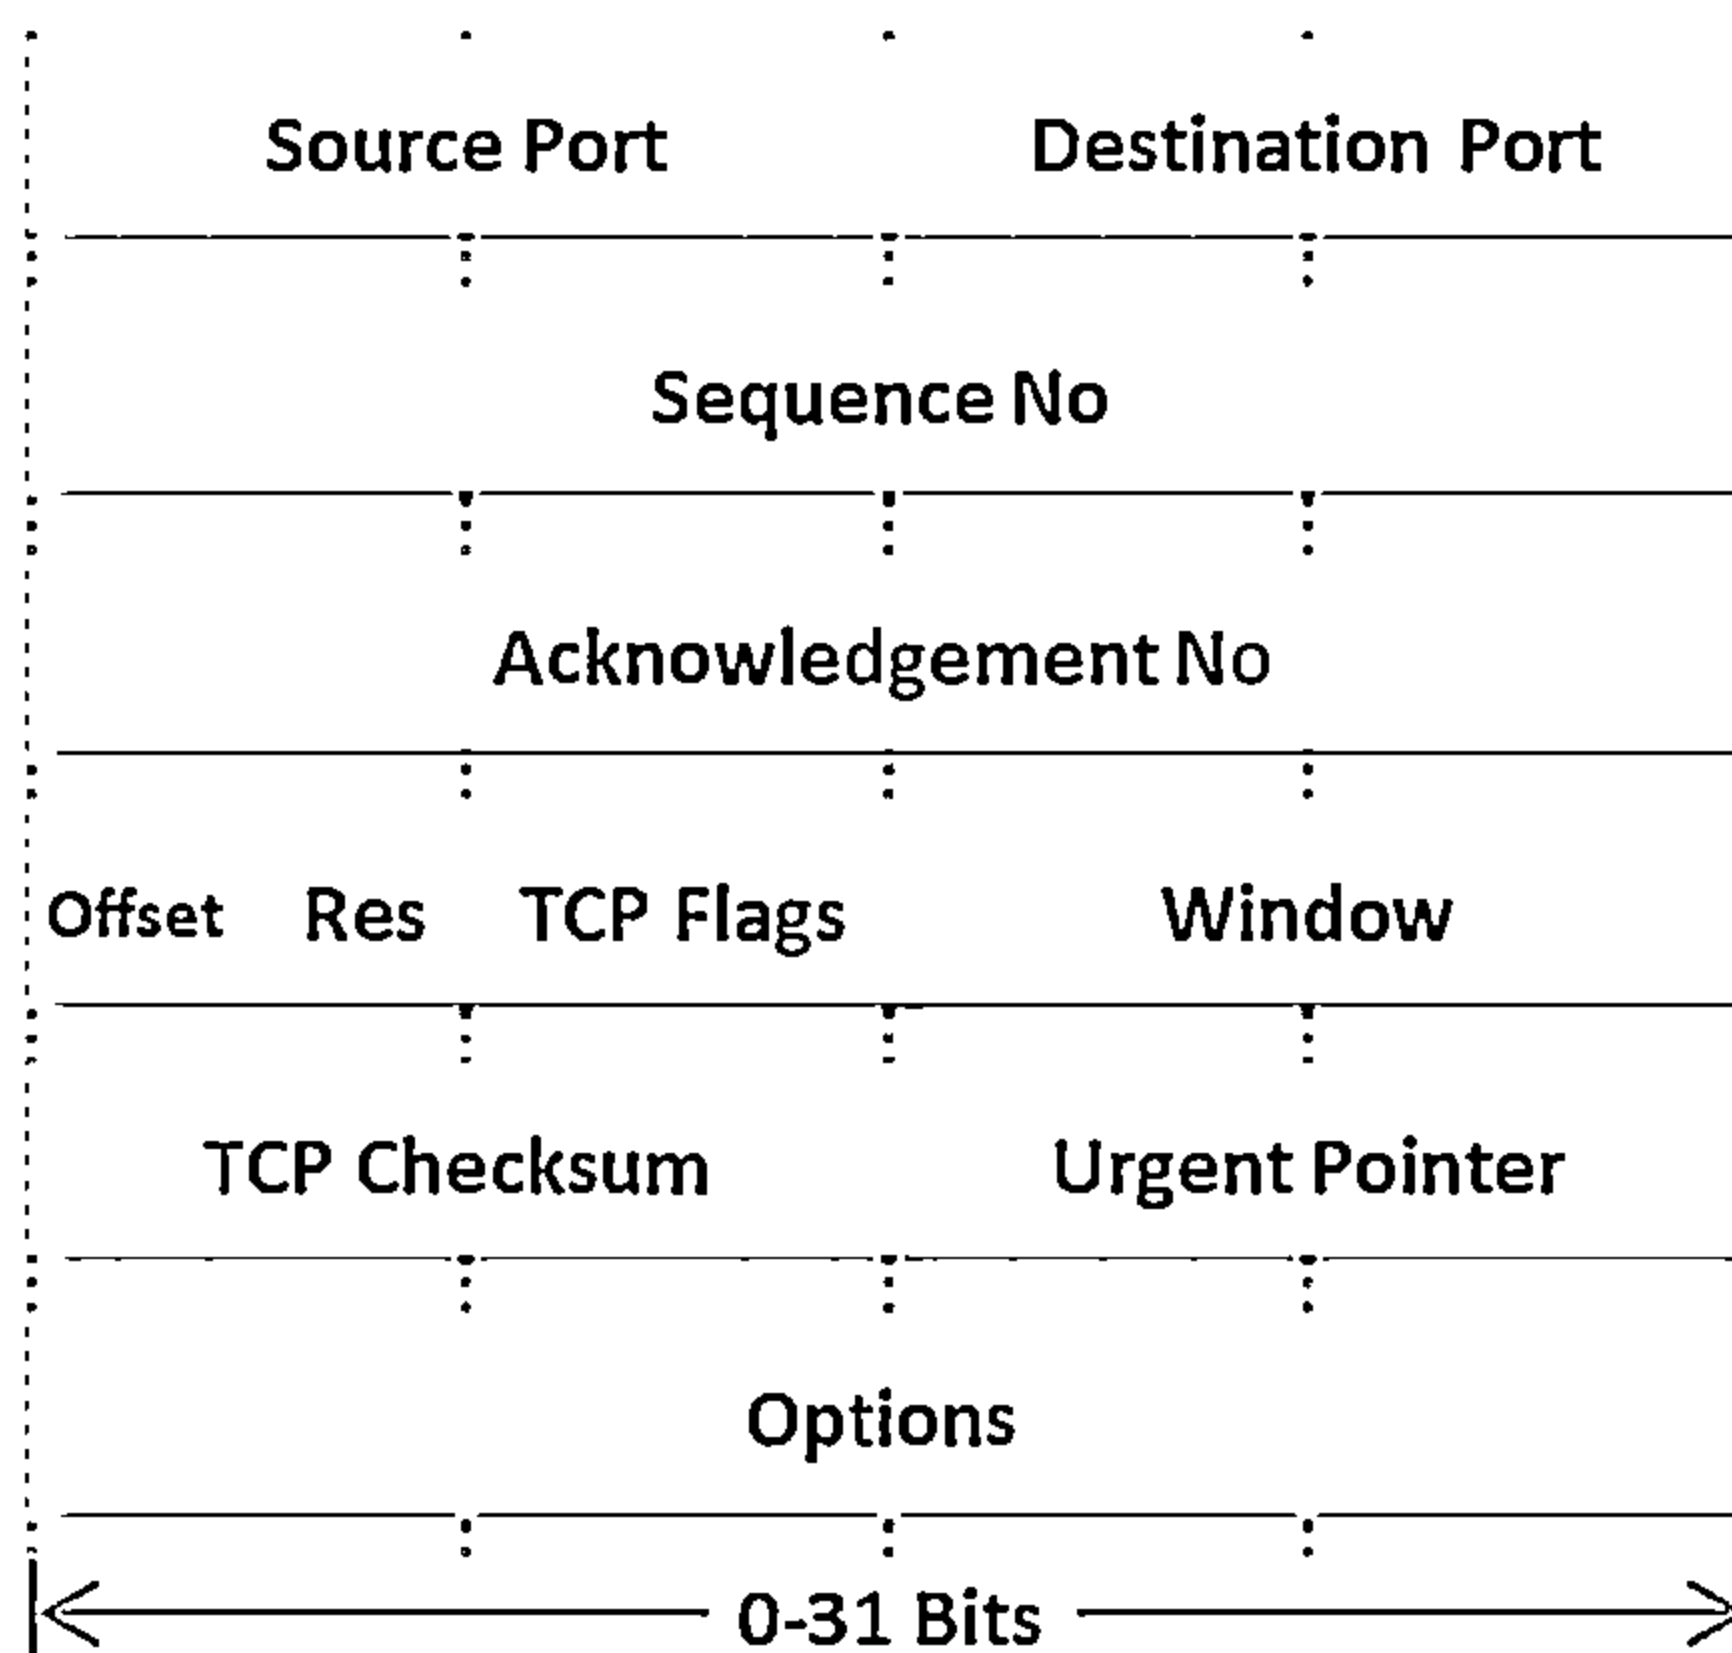 Source Port Destination Port
Sequence No
Acknowledgement No
Offset Res TCP Flags Window
TCP Checksum Urgent Pointer
Options
0-31 Bits